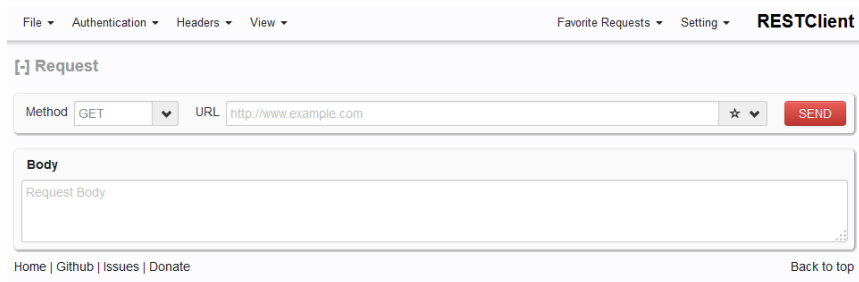 File Authentication Headers View Favorite Requests Setting RESTClient
[-] Request
Method GET URL http://www.example.com SEND
Body
Request Body
Home | Github | Issues | Donate Back to top